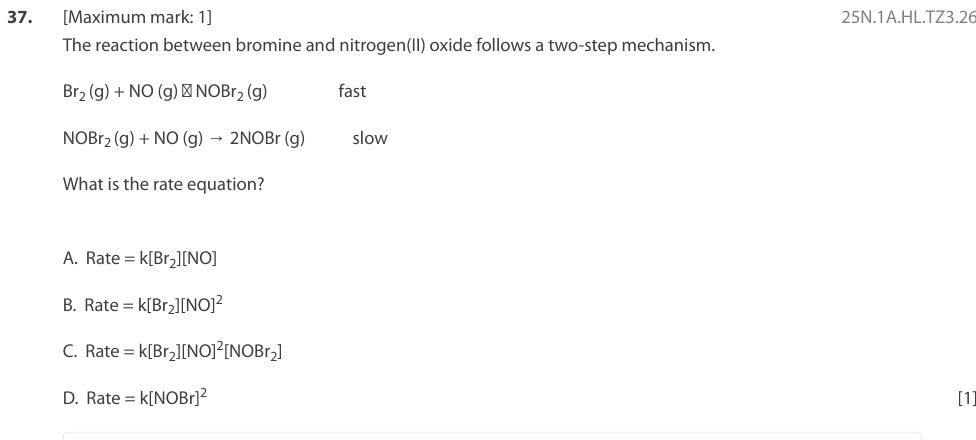 37. [Maximum mark: 1] 25N.1A.HL.TZ3.26
The reaction between bromine and nitrogen(II) oxide follows a two-step mechanism.
Br₂ (g) + NO (g) � NOBr₂ (g) fast
NOBr₂ (g) + NO (g) → 2NOBr (g) slow
What is the rate equation?
A. Rate = k[Br₂][NO]
B. Rate = k[Br₂][NO]²
C. Rate = k[Br₂][NO]²[NOBr₂]
D. Rate = k[NOBr]² [1]